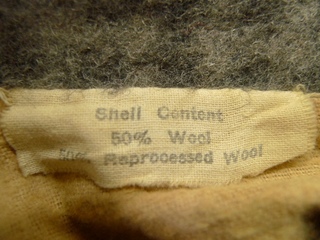 Shell Content
50% Wool
50% Reprocessed Wool